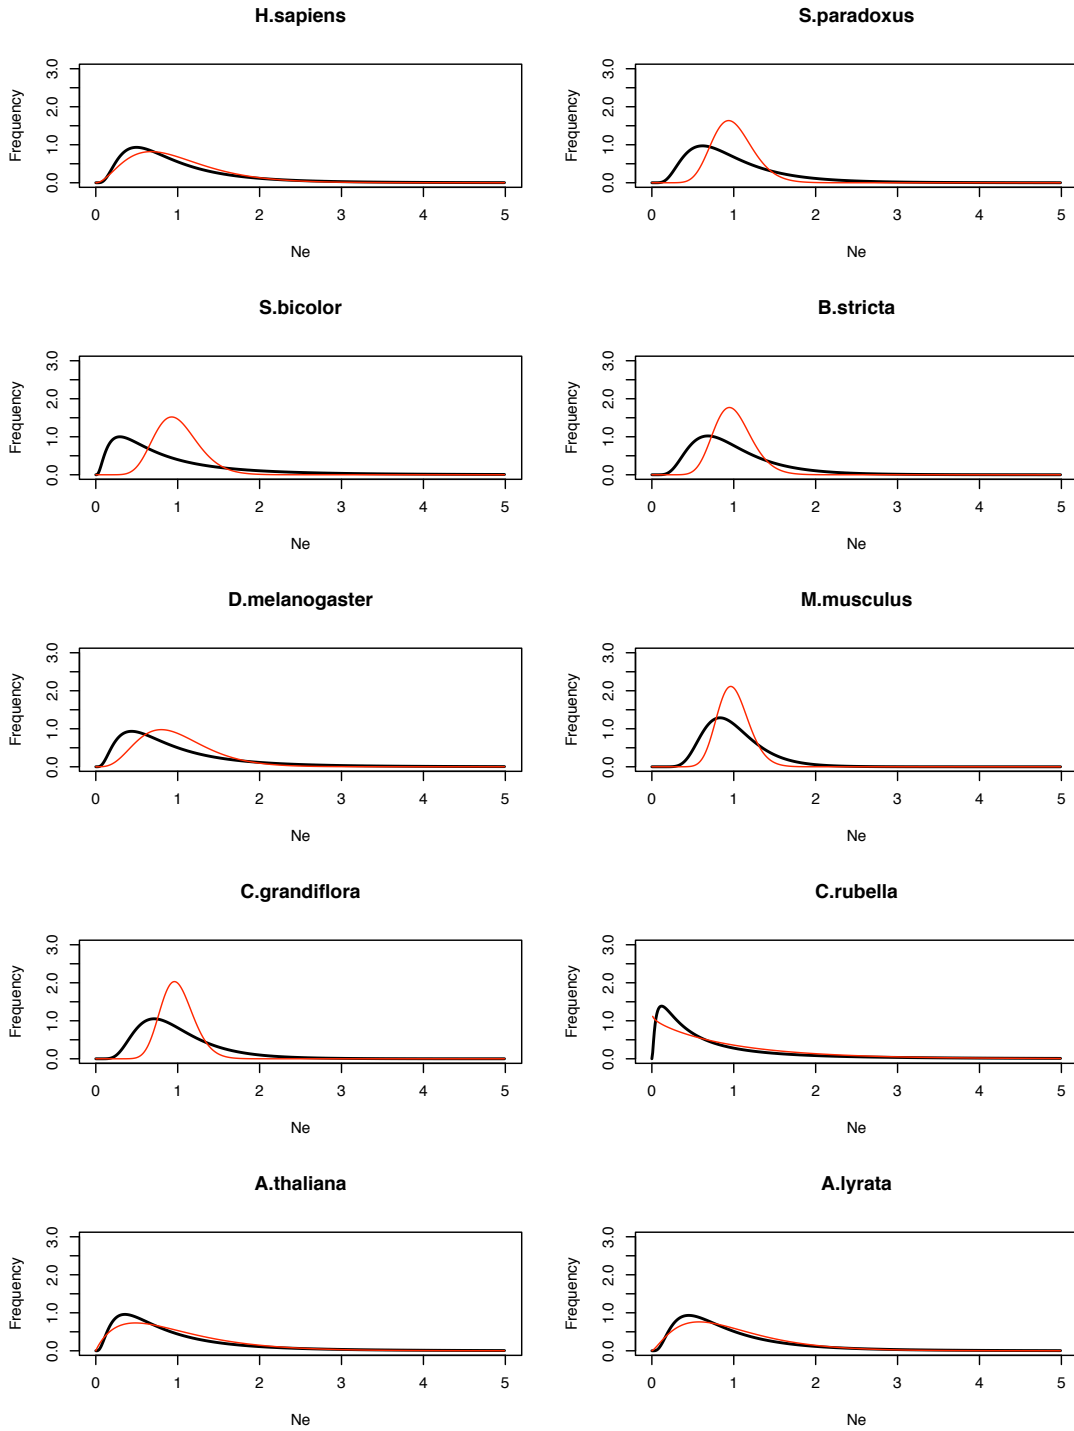 H.sapiens
Frequency
0.0 1.0 2.0 3.0
0 1 2 3 4 5
Ne
S.paradoxus
Frequency
0.0 1.0 2.0 3.0
0 1 2 3 4 5
Ne
S.bicolor
Frequency
0.0 1.0 2.0 3.0
0 1 2 3 4 5
Ne
B.stricta
Frequency
0.0 1.0 2.0 3.0
0 1 2 3 4 5
Ne
D.melanogaster
Frequency
0.0 1.0 2.0 3.0
0 1 2 3 4 5
Ne
M.musculus
Frequency
0.0 1.0 2.0 3.0
0 1 2 3 4 5
Ne
C.grandiflora
Frequency
0.0 1.0 2.0 3.0
0 1 2 3 4 5
Ne
C.rubella
Frequency
0.0 1.0 2.0 3.0
0 1 2 3 4 5
Ne
A.thaliana
Frequency
0.0 1.0 2.0 3.0
0 1 2 3 4 5
Ne
A.lyrata
Frequency
0.0 1.0 2.0 3.0
0 1 2 3 4 5
Ne